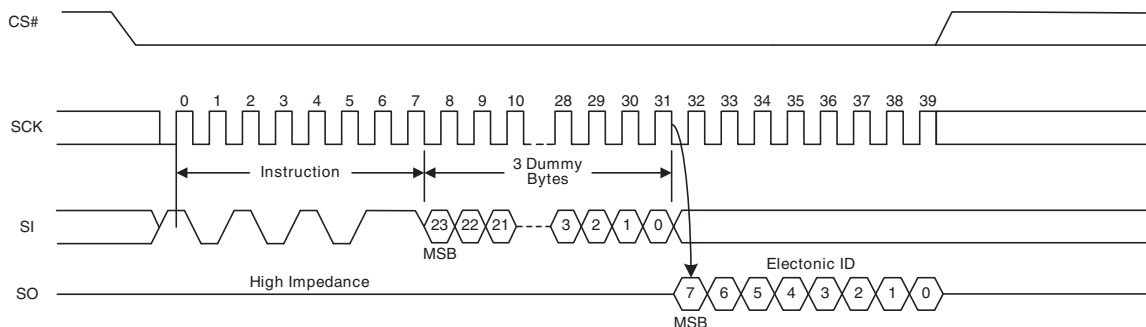 CS#
0 1 2 3 4 5 6 7 8 9 10 28 29 30 31 32 33 34 35 36 37 38 39
SCK
Instruction
3 Dummy
Bytes
SI
23 22 21 3 2 1 0
MSB
High Impedance
Electonic ID
SO
7 6 5 4 3 2 1 0
MSB